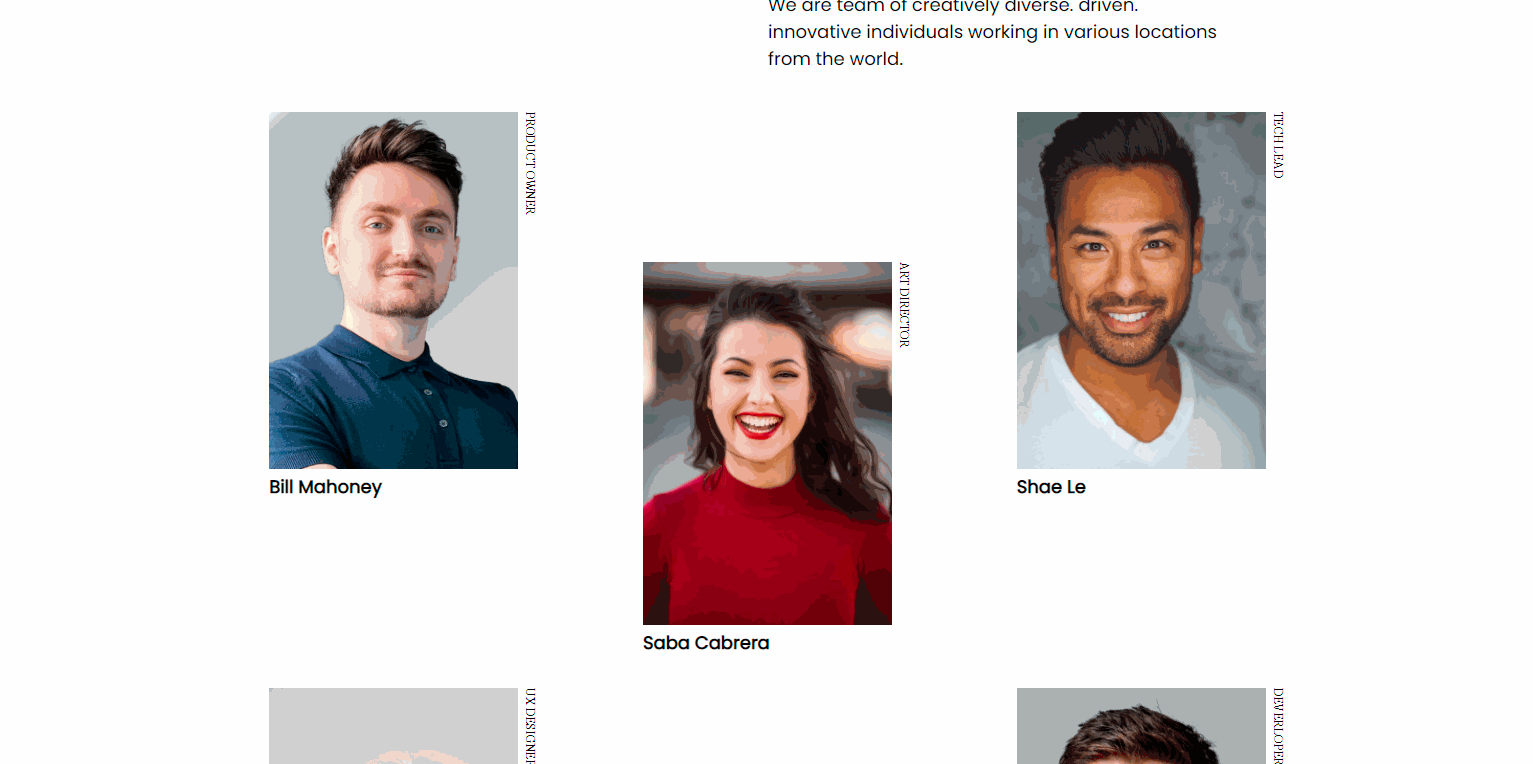 We are team of creatively diverse. driven.
innovative individuals working in various locations
from the world.
PRODUCT OWNER
TECH LEAD
ART DIRECTOR
Bill Mahoney
Shae Le
Saba Cabrera
UX DESIGNER
DEVERLOPER